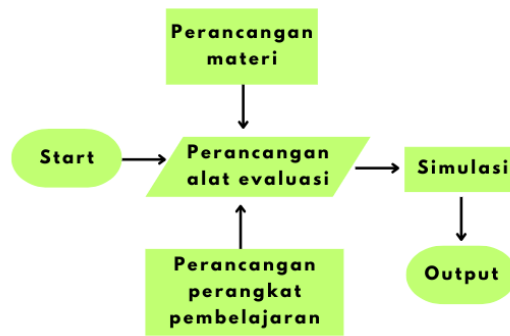 Perancangan
materi
Start
Perancangan
alat evaluasi
Simulasi
Perancangan
perangkat
pembelajaran
Output